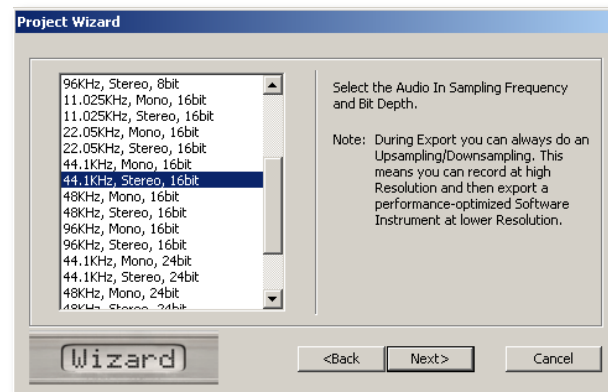 Project Wizard
96KHz, Stereo, 8bit
11.025KHz, Mono, 16bit
11.025KHz, Stereo, 16bit
22.05KHz, Mono, 16bit
22.05KHz, Stereo, 16bit
44.1KHz, Mono, 16bit
44.1KHz, Stereo, 16bit
48KHz, Mono, 16bit
48KHz, Stereo, 16bit
96KHz, Mono, 16bit
96KHz, Stereo, 16bit
44.1KHz, Mono, 24bit
44.1KHz, Stereo, 24bit
48KHz, Mono, 24bit
48KHz, Stereo, 24bit
Select the Audio In Sampling Frequency
and Bit Depth.
Note: During Export you can always do an
Upsampling/Downsampling. This
means you can record at high
Resolution and then export a
performance-optimized Software
Instrument at lower Resolution.
Wizard
<Back
Next>
Cancel